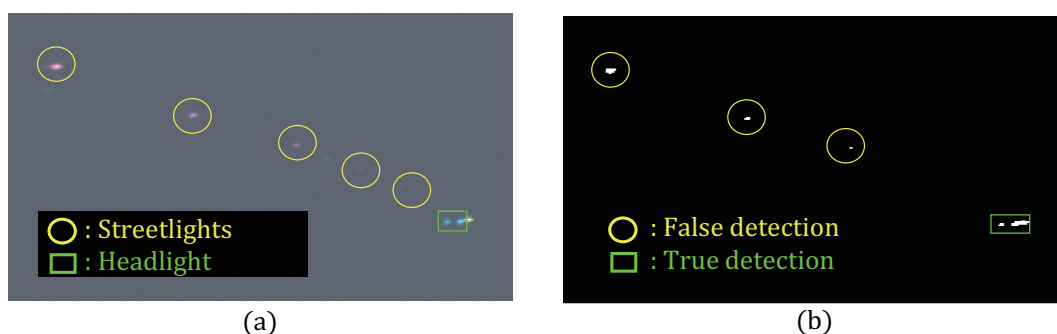 : Streetlights
: Headlight
(a)
: False detection
: True detection
(b)